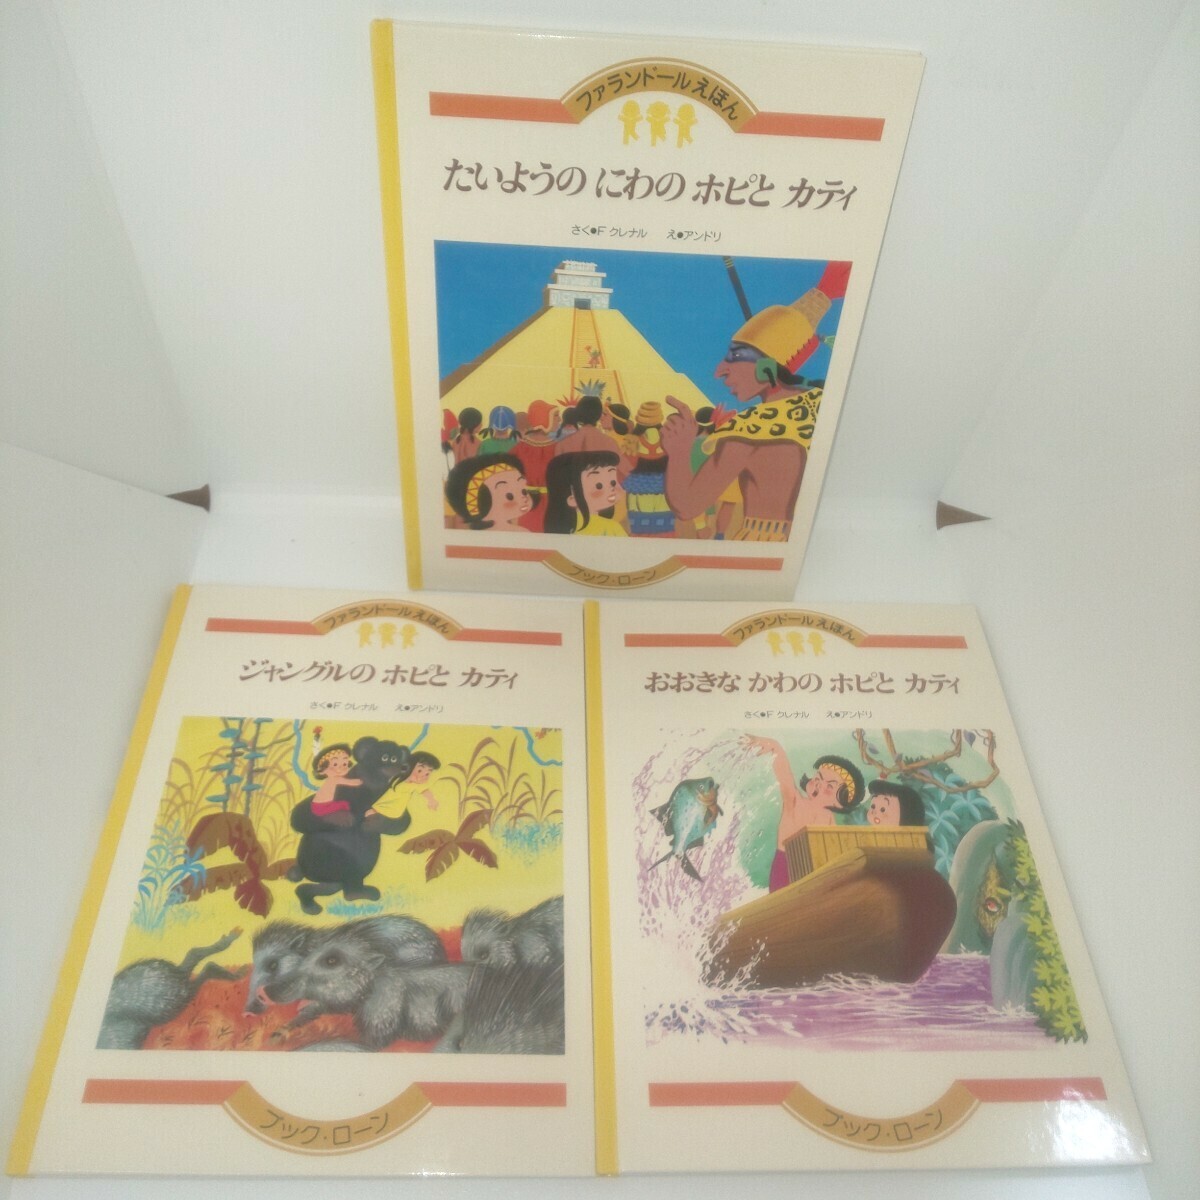 ファランドールえほん
たいようの にわの ホピと カティ
さく●F クレナル え●アンドリ
ブック・ローン
ファランドールえほん
ジャングルの ホピと カティ
さく●F クレナル え●アンドリ
ブック・ローン
ファランドールえほん
おおきな かわの ホピと カティ
さく●F クレナル え●アンドリ
ブック・ローン